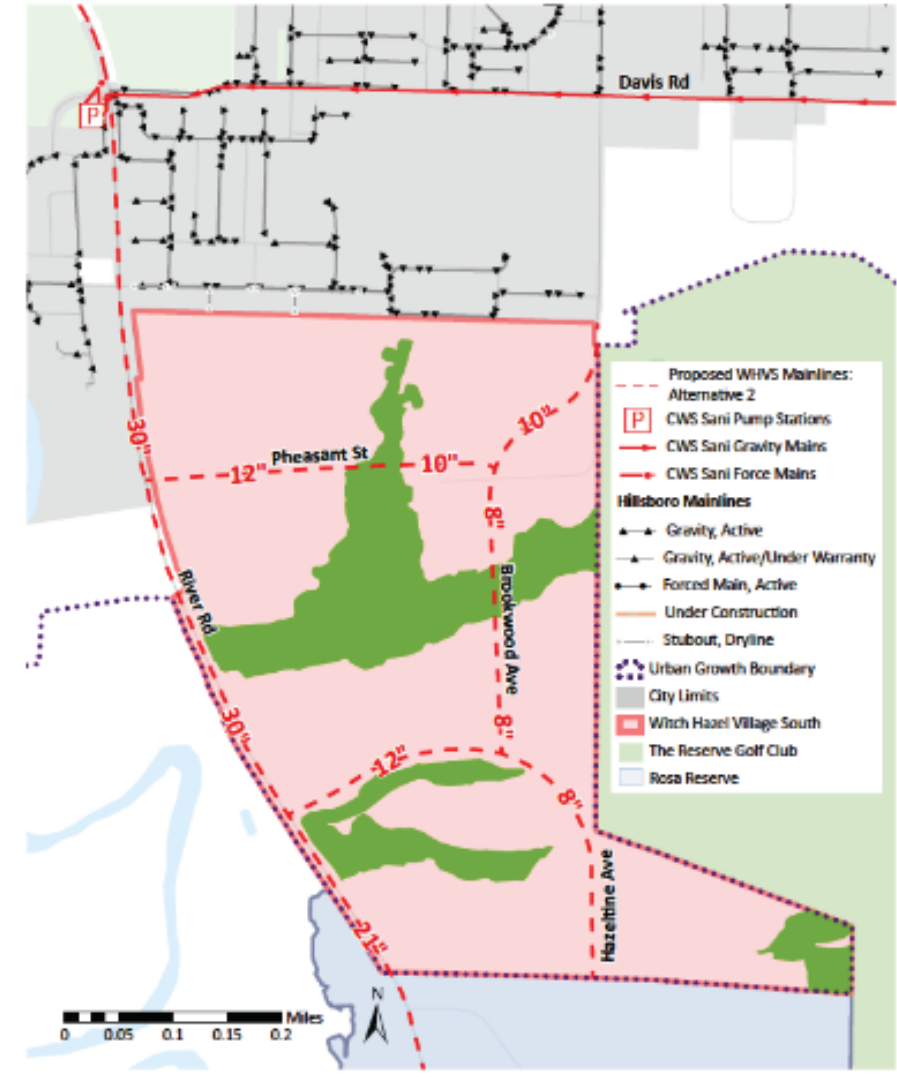 Davis Rd
P
30"
10"
Pheasant St
12"
10"
8"
River Rd
Brookwood Ave
30"
8"
12"
8"
Hazeltine Ave
21"
Proposed WHVS Mainlines:
Alternative 2
P CWS Sani Pump Stations
CWS Sani Gravity Mains
CWS Sani Force Mains
Hillsboro Mainlines
Gravity, Active
Gravity, Active/Under Warranty
Forced Main, Active
Under Construction
Stubout, Dryline
Urban Growth Boundary
City Limits
Witch Hazel Village South
The Reserve Golf Club
Rosa Reserve
N
Miles
0 0.05 0.1 0.15 0.2